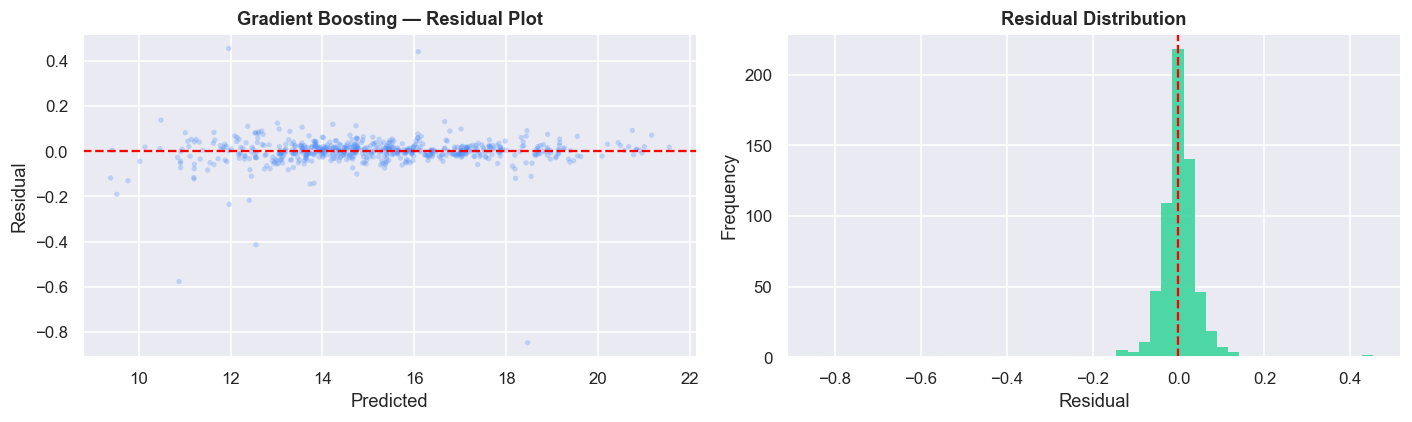 Gradient Boosting — Residual Plot
0.4
0.2
0.0
−0.2
−0.4
−0.6
−0.8
Residual
10 12 14 16 18 20 22
Predicted
Residual Distribution
200
150
100
50
0
Frequency
−0.8 −0.6 −0.4 −0.2 0.0 0.2 0.4
Residual